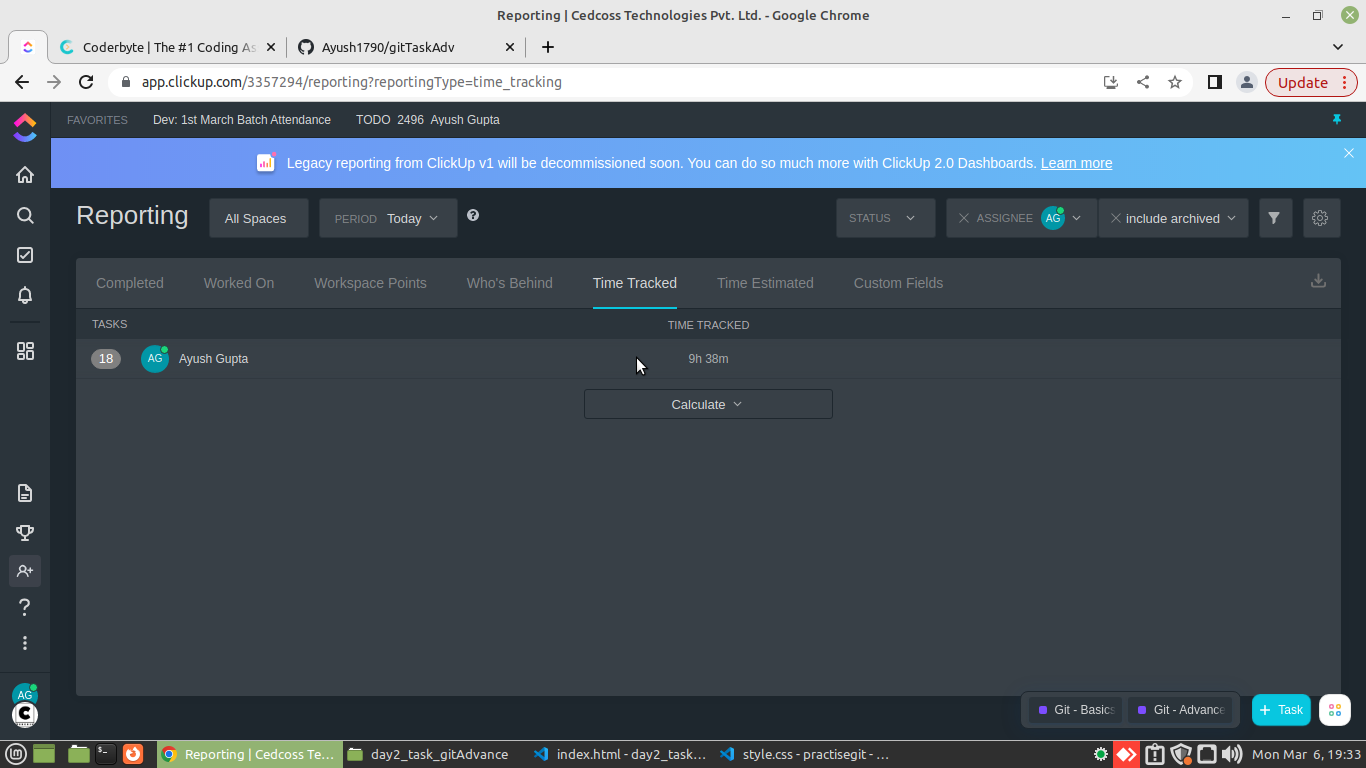 Reporting | Cedcoss Technologies Pvt. Ltd. - Google Chrome
Coderbyte | The #1 Coding As
Ayush1790/gitTaskAdv
app.clickup.com/3357294/reporting?reportingType=time_tracking
Update
FAVORITES Dev: 1st March Batch Attendance TODO 2496 Ayush Gupta
Legacy reporting from ClickUp v1 will be decommissioned soon. You can do so much more with ClickUp 2.0 Dashboards. Learn more
Reporting All Spaces PERIOD Today ? STATUS ASSIGNEE AG include archived
Completed Worked On Workspace Points Who's Behind Time Tracked Time Estimated Custom Fields
TASKS TIME TRACKED
18 AG Ayush Gupta 9h 38m
Calculate
?
AG
C
Git - Basics Git - Advance + Task
Reporting | Cedcoss Te... day2_task_gitAdvance index.html - day2_task... style.css - practisegit - ... Mon Mar 6, 19:33